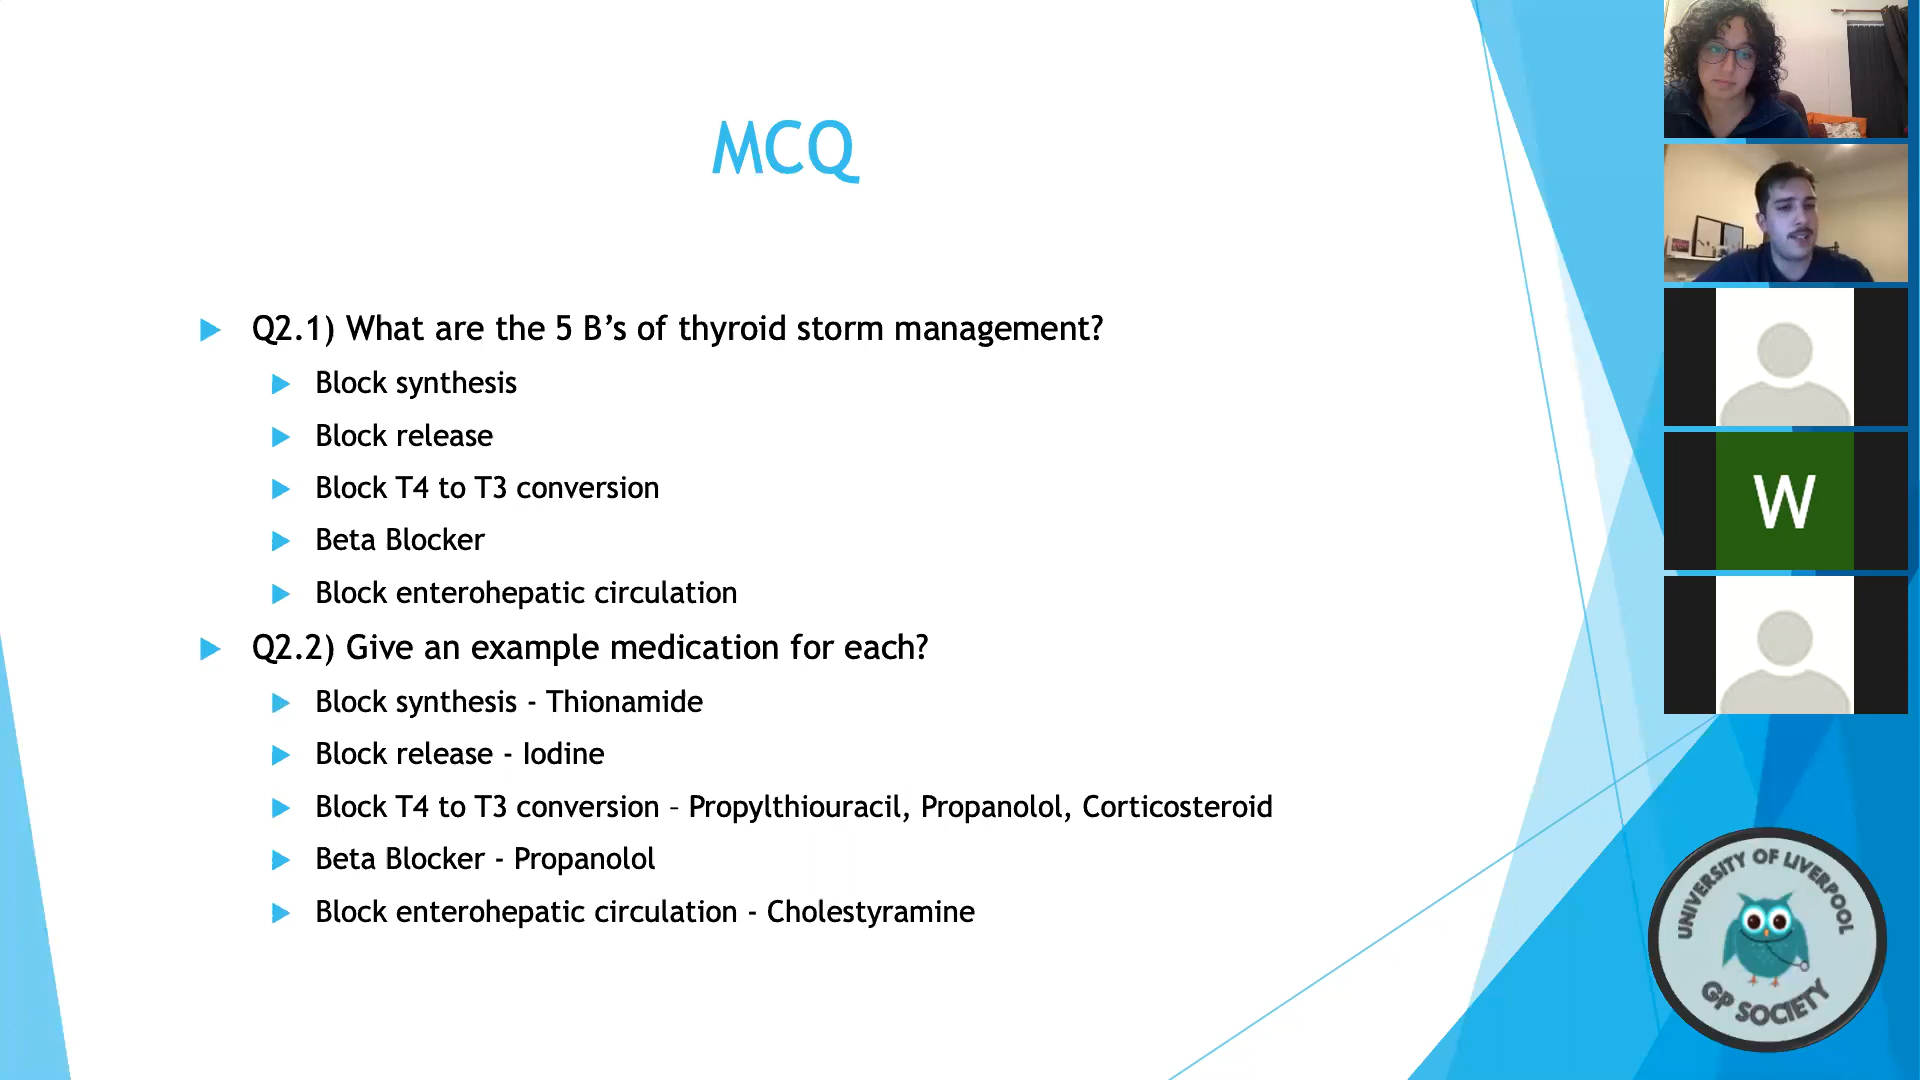 MCQ
Q2.1) What are the 5 B’s of thyroid storm management?
Block synthesis
Block release
Block T4 to T3 conversion
Beta Blocker
Block enterohepatic circulation
Q2.2) Give an example medication for each?
Block synthesis - Thionamide
Block release - Iodine
Block T4 to T3 conversion – Propylthiouracil, Propanolol, Corticosteroid
Beta Blocker - Propanolol
Block enterohepatic circulation - Cholestyramine
W
UNIVERSITY OF LIVERPOOL
GP SOCIETY